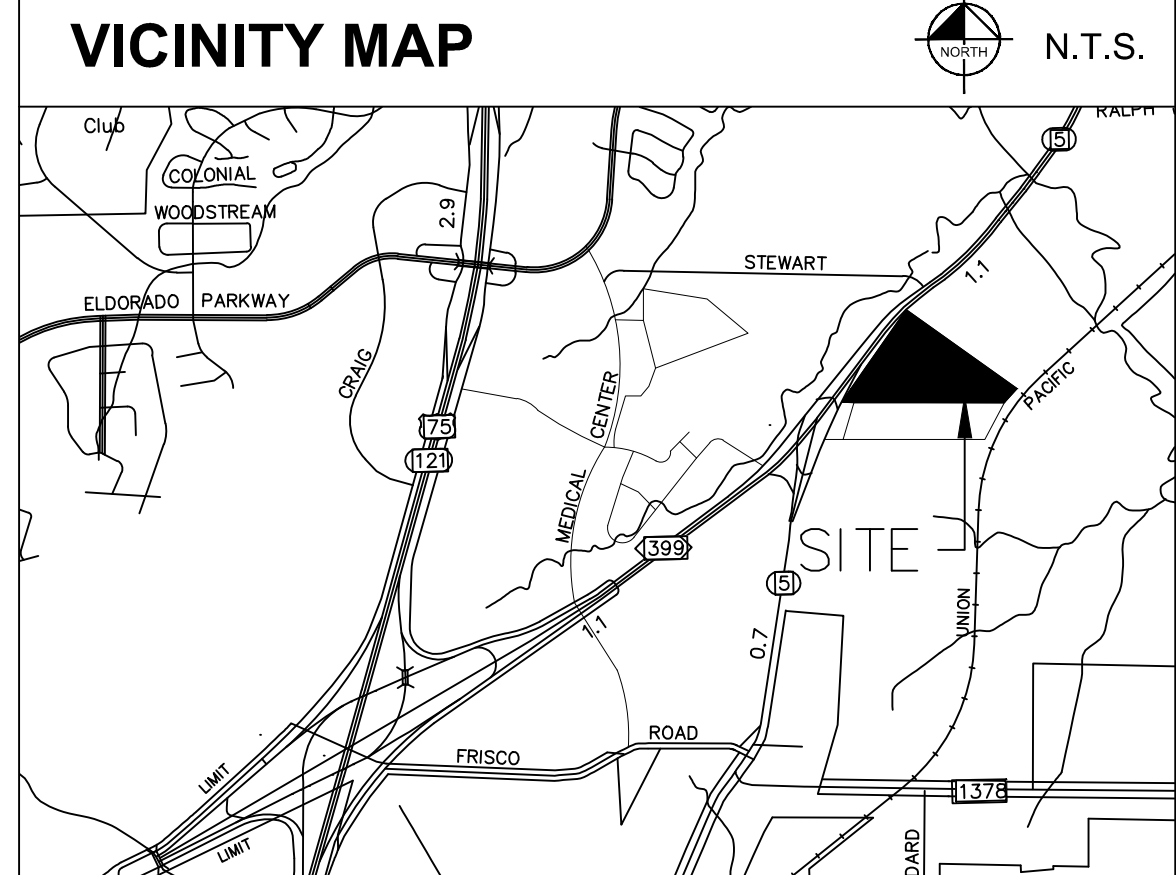 VICINITY MAP
NORTH
N.T.S.
RALPH
Club
5
COLONIAL
2.9
WOODSTREAM
STEWART
1.1
ELDORADO PARKWAY
CRAIG
PACIFIC
CENTER
75
121
MEDICAL
399
SITE
5
UNION
1.1
0.7
ROAD
FRISCO
LIMIT
1378
LIMIT
DARD